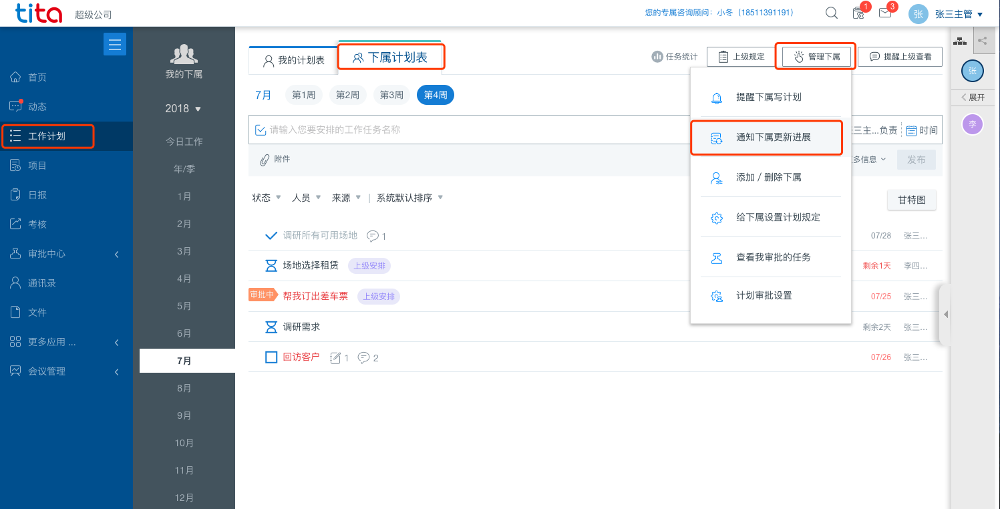 tita 超级公司
您的专属咨询顾问：小冬（18511391191）
1
3
张
张三主管
首页
动态
工作计划
项目
日报
考核
审批中心
通讯录
文件
更多应用 ...
会议管理
我的下属
2018
今日工作
年/季
1月
2月
3月
4月
5月
6月
7月
8月
9月
10月
11月
12月
我的计划表
下属计划表
任务统计
上级规定
管理下属
提醒上级查看
7月
第1周
第2周
第3周
第4周
请输入您要安排的工作任务名称
三主...负责
时间
附件
多信息
发布
状态
人员
来源
|
系统默认排序
甘特图
调研所有可用场地 1
07/28 张三...
场地选择租赁 上级安排
剩余1天 李四...
审批中 帮我订出差车票 上级安排
07/25 张三...
调研需求
剩余2天 张三...
回访客户 1 2
07/26 张三...
提醒下属写计划
通知下属更新进展
添加 / 删除下属
给下属设置计划规定
查看我审批的任务
计划审批设置
张
展开
李